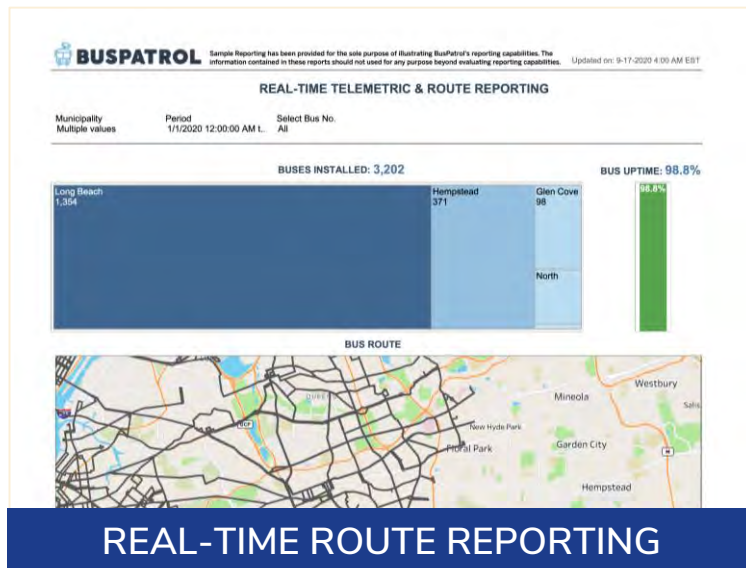 BUSPATROL
Sample Reporting has been provided for the sole purpose of illustrating BusPatrol's reporting capabilities. The
information contained in these reports should not used for any purpose beyond evaluating reporting capabilities.
Updated on: 9-17-2020 4:00 AM EST
REAL-TIME TELEMETRIC & ROUTE REPORTING
Municipality Period Select Bus No.
Multiple values 1/1/2020 12:00:00 AM t.. All
BUSES INSTALLED: 3,202 BUS UPTIME: 98.8%
Long Beach Hempstead Glen Cove 98.8%
1,354 371 98
North
BUS ROUTE
Westbury
Mineola
New Hyde Park
Floral Park
Garden City
Hempstead
REAL-TIME ROUTE REPORTING